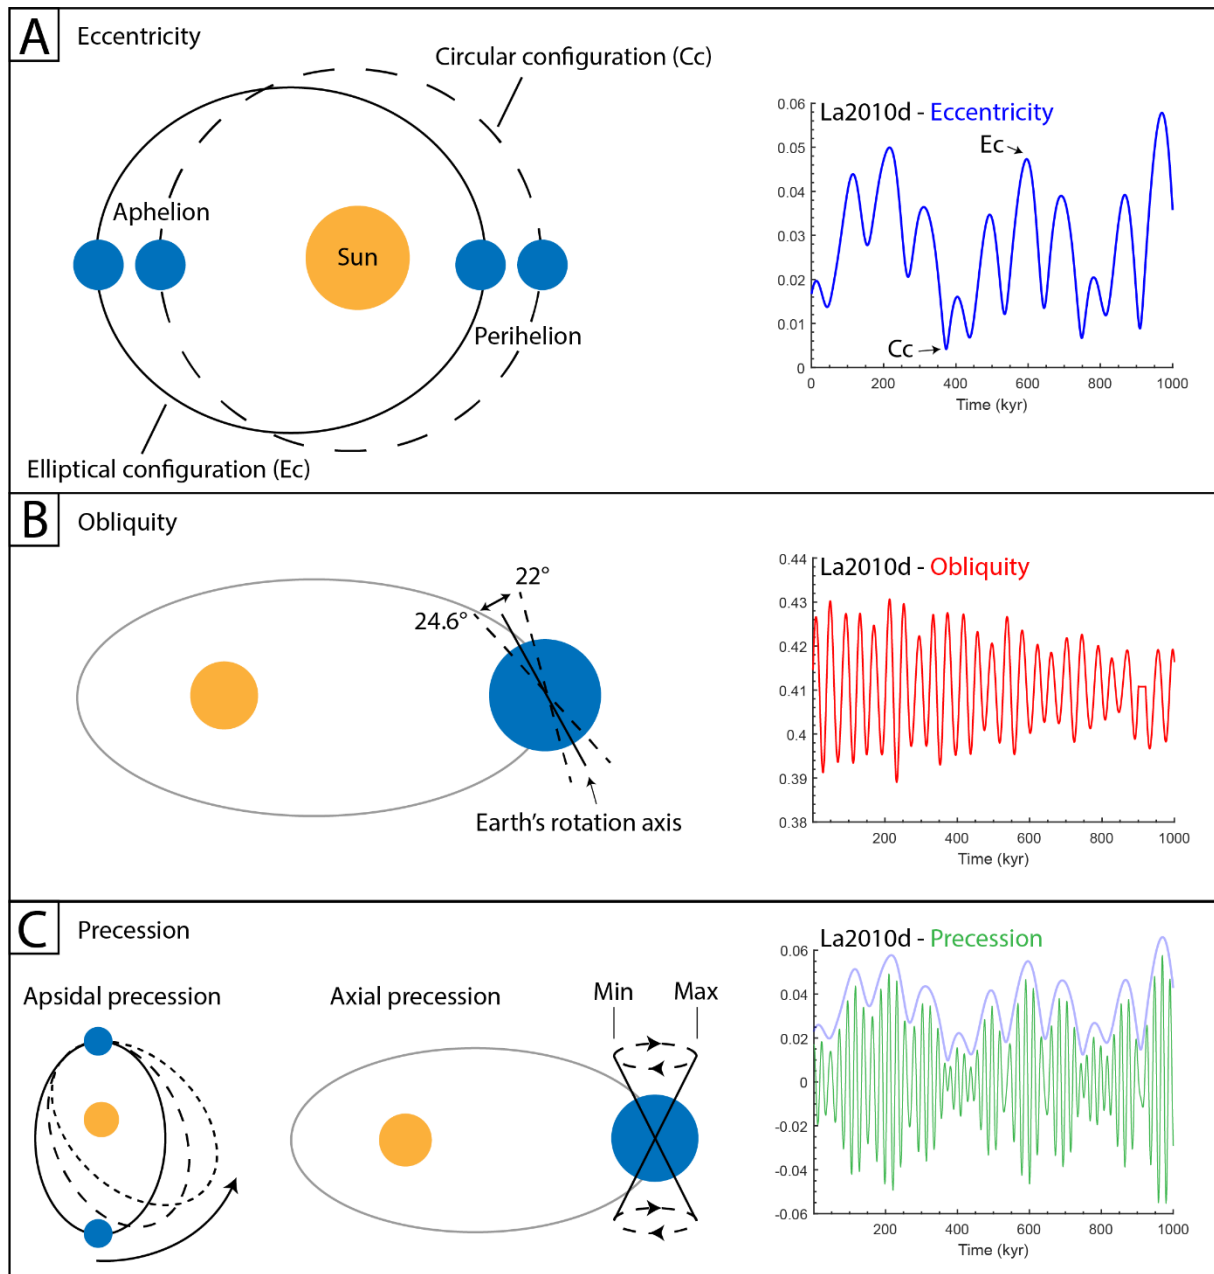 A Eccentricity
Circular configuration (Cc)
Aphelion
Sun
Perihelion
Elliptical configuration (Ec)
La2010d - Eccentricity
0.06
0.05
0.04
0.03
0.02
0.01
0
Ec
Cc
0 200 400 600 800 1000
Time (kyr)
B Obliquity
22°
24.6°
Earth's rotation axis
La2010d - Obliquity
0.44
0.43
0.42
0.41
0.4
0.39
0.38
200 400 600 800 1000
Time (kyr)
C Precession
Apsidal precession
Axial precession
Min Max
La2010d - Precession
0.06
0.04
0.02
0
-0.02
-0.04
-0.06
200 400 600 800 1000
Time (kyr)